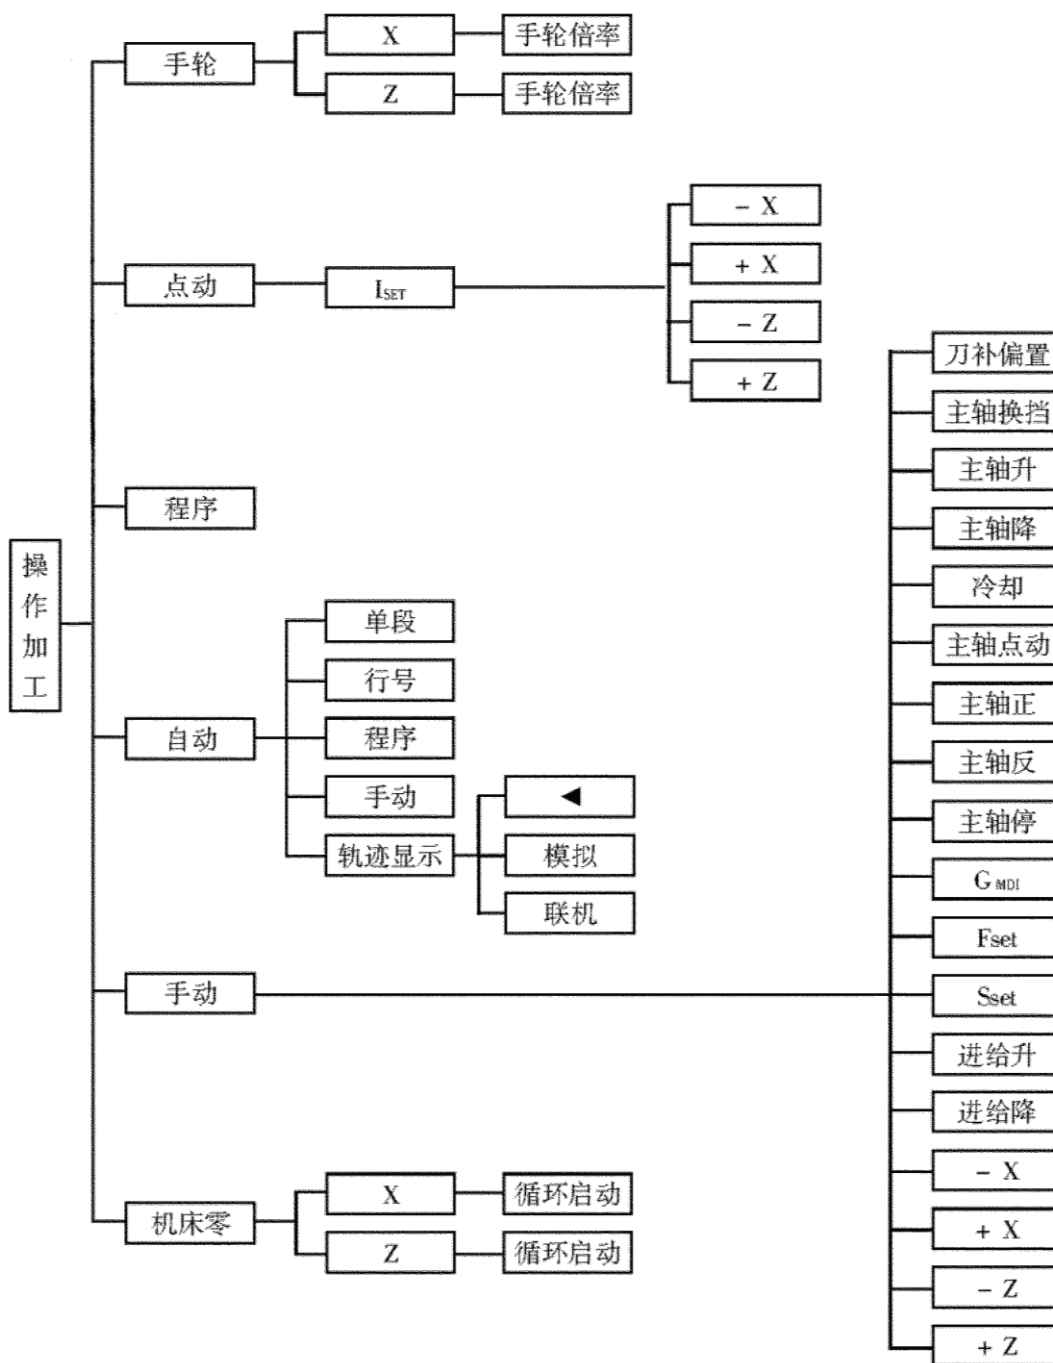 操作加工
手轮
X
手轮倍率
Z
手轮倍率
点动
ISET
- X
+ X
- Z
+ Z
程序
自动
单段
行号
程序
手动
轨迹显示
◀
模拟
联机
手动
刀补偏置
主轴换挡
主轴升
主轴降
冷却
主轴点动
主轴正
主轴反
主轴停
G MDI
Fset
Sset
进给升
进给降
- X
+ X
- Z
+ Z
机床零
X
循环启动
Z
循环启动